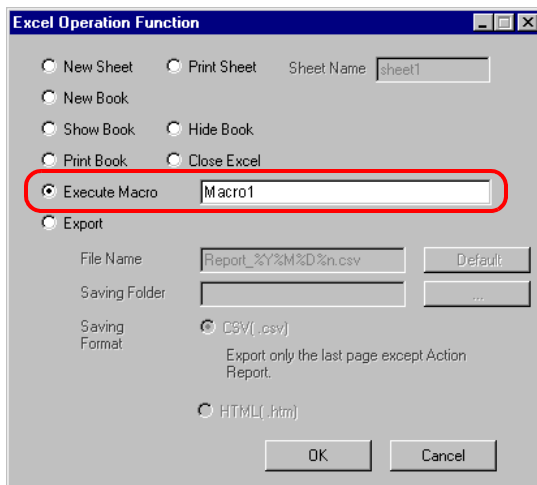 Excel Operation Function
New Sheet Print Sheet Sheet Name sheet1
New Book
Show Book Hide Book
Print Book Close Excel
Execute Macro Macro1
Export
File Name Report_%Y%M%D%n.csv Default
Saving Folder ...
Saving Format CSV( .csv)
Export only the last page except Action
Report.
HTML( .htm)
OK Cancel